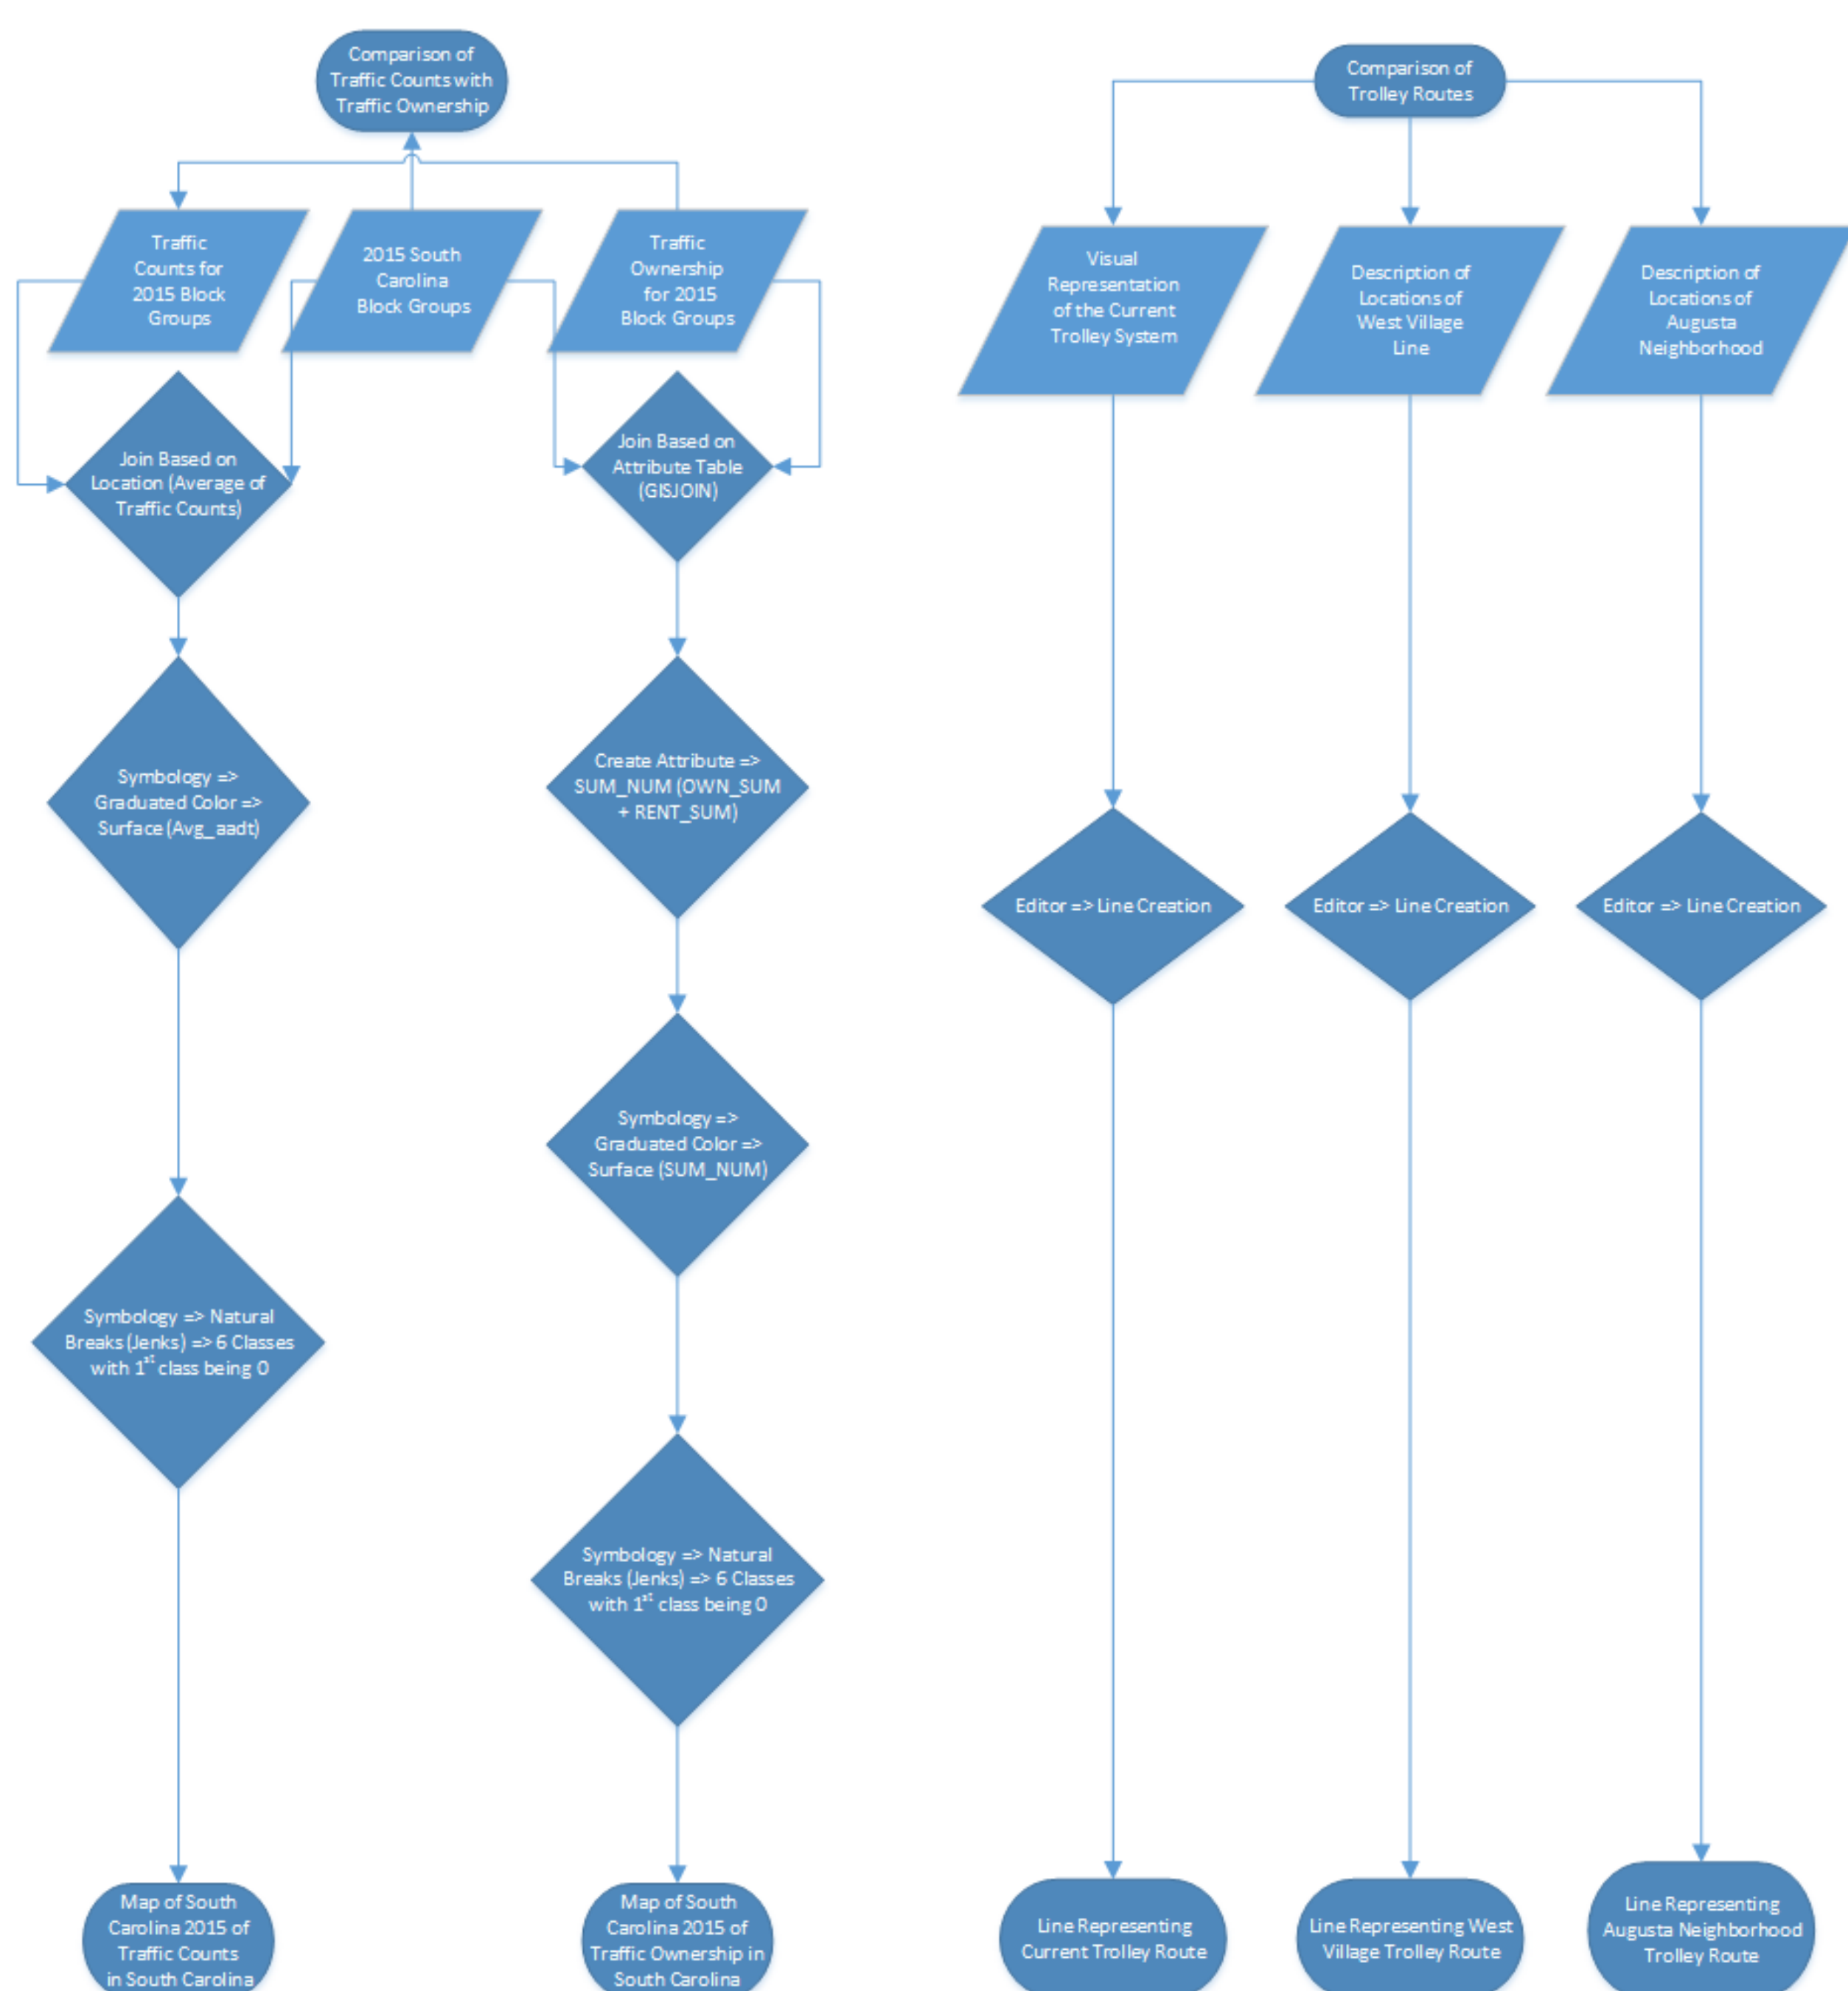 Comparison of
Traffic Counts with
Traffic Ownership
Traffic
Counts for
2015 Block
Groups
2015 South
Carolina
Block Groups
Traffic
Ownership
for 2015
Block Groups
Join Based on
Location (Average of
Traffic Counts)
Join Based on
Attribute Table
(GISJOIN)
Symbology =>
Graduated Color =>
Surface (Avg_aadt)
Create Attribute =>
SUM_NUM (OWN_SUM
+ RENT_SUM)
Symbology =>
Graduated Color =>
Surface (SUM_NUM)
Symbology => Natural
Breaks (Jenks) => 6 Classes
with 1st class being 0
Symbology => Natural
Breaks (Jenks) => 6 Classes
with 1st class being 0
Map of South
Carolina 2015 of
Traffic Counts
in South Carolina
Map of South
Carolina 2015 of
Traffic Ownership in
South Carolina
Comparison of
Trolley Routes
Visual
Representation
of the Current
Trolley System
Description of
Locations of
West Village
Line
Description of
Locations of
Augusta
Neighborhood
Editor => Line Creation
Editor => Line Creation
Editor => Line Creation
Line Representing
Current Trolley Route
Line Representing West
Village Trolley Route
Line Representing
Augusta Neighborhood
Trolley Route